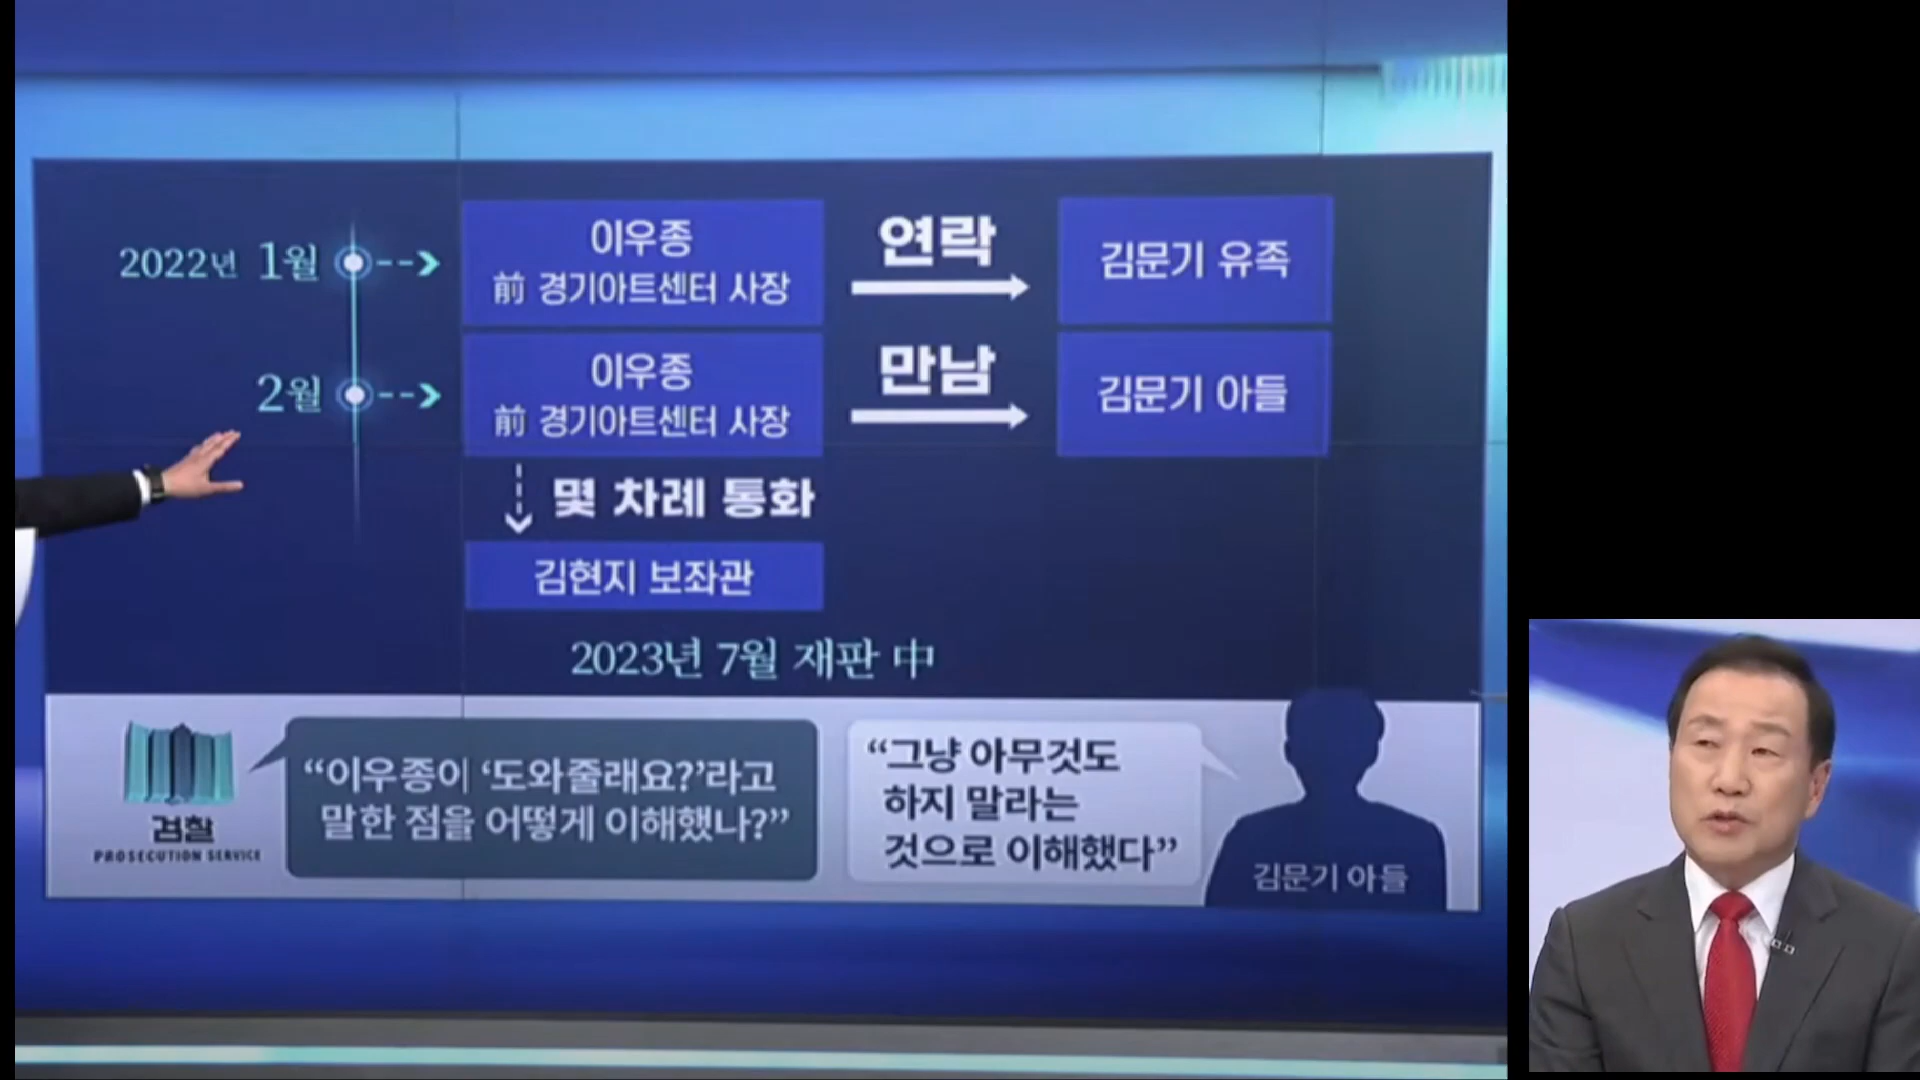 2022년 1월
이우종
前 경기아트센터 사장
연락
김문기 유족
2월
이우종
前 경기아트센터 사장
만남
김문기 아들
몇 차례 통화
김현지 보좌관
2023년 7월 재판 中
검찰
PROSECUTION SERVICE
“이우종이 ‘도와줄래요?’라고
말한 점을 어떻게 이해했나?”
“그냥 아무것도
하지 말라는
것으로 이해했다”
김문기 아들